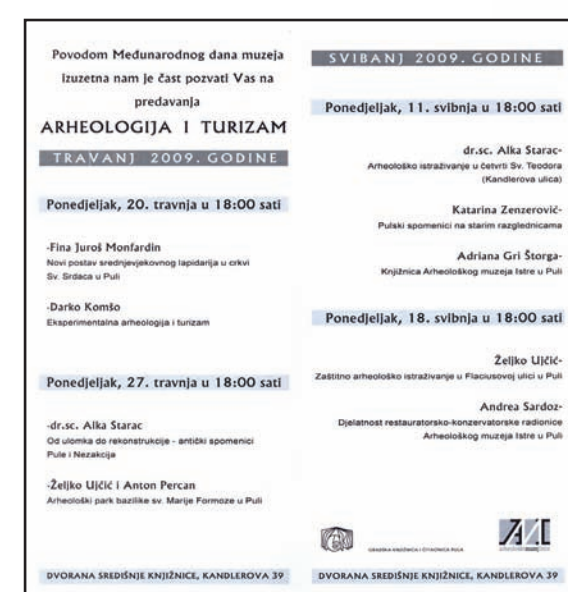 Povodom Međunarodnog dana muzeja
izuzetna nam je čast pozvati Vas na
predavanja
ARHEOLOGIJA I TURIZAM
TRAVANJ 2009. GODINE
Ponedjeljak, 20. travnja u 18:00 sati
-Fina Juroš Monfardin
Novi postav srednjevjekovnog lapidarija u crkvi
Sv. Srdaca u Puli
-Darko Komšo
Eksperimentalna arheologija i turizam
Ponedjeljak, 27. travnja u 18:00 sati
-dr.sc. Alka Starac
Od ulomka do rekonstrukcije - antički spomenici
Pule i Nezakcija
-Željko Ujčić i Anton Percan
Arheološki park bazilike sv. Marije Formoze u Puli
DVORANA SREDIŠNJE KNJIŽNICE, KANDLEROVA 39
SVIBANJ 2009. GODINE
Ponedjeljak, 11. svibnja u 18:00 sati
dr.sc. Alka Starac-
Arheološko istraživanje u četvrti Sv. Teodora
(Kandlerova ulica)
Katarina Zenzerović-
Pulski spomenici na starim razglednicama
Adriana Gri Štorga-
Knjižnica Arheološkog muzeja Istre u Puli
Ponedjeljak, 18. svibnja u 18:00 sati
Željko Ujčić-
Zaštitno arheološko istraživanje u Flaciusovoj ulici u Puli
Andrea Sardoz-
Djelatnost restauratorsko-konzervatorske radionice
Arheološkog muzeja Istre u Puli
GRADSKA KNJIŽNICA I ČITAONICA PULA
DVORANA SREDIŠNJE KNJIŽNICE, KANDLEROVA 39